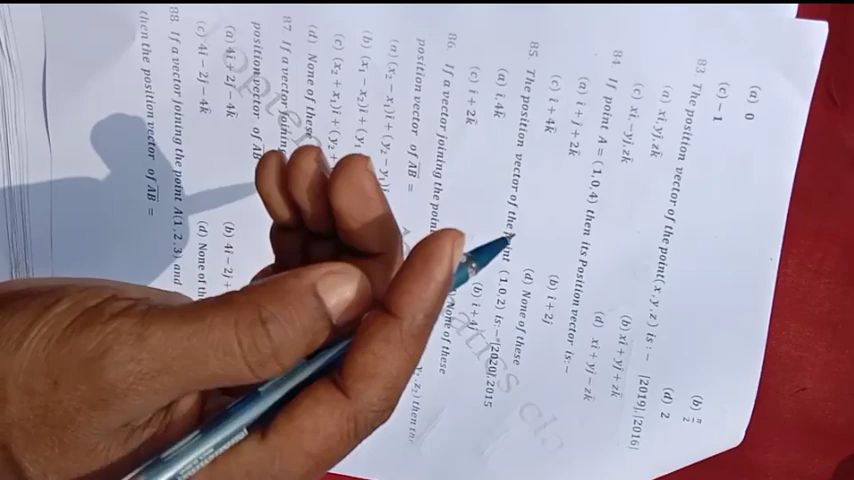 (a) 0
(b) π/2
(c) – 1
(d) 2
83 The position vector of the point( x, y, z ) is : – |2019|,|2016|
(a) xî, yĵ, zk̂
(b) xî + yĵ + zk̂
(c) xî, –yĵ, zk̂
(d) xî + yĵ – zk̂
84. If point A = ( 1, 0, 4 ) then its Position vector is:–
(a) î + ĵ + 2k̂
(b) î + 2ĵ
(c) î + 4k̂
(d) None of these
85. The position vector of the point ( 1, 0, 2 ) is:– |2020|,2015
(a) î, 4k̂
(b) î + 4ĵ
(c) î + 2k̂
None of these
86. If a vector joining the point
y₂, z₂ ) then the
position vector of AB =
(a) (x₂ – x₁)î + (y₂ – y₁)ĵ
(b) (x₁ – x₂)î + (y₁
(c) (x₂ + x₁)î + (y₂ +
(d) None of these
87 If a vector joining
position vector of AB
(a) 4î + 2ĵ – 4k̂
(b) 4î – 2ĵ +
(c) 4î – 2ĵ – 4k̂
(d) None of th
88 If a vector joining the point A(1, 2, 3) and
then the position vector of AB =